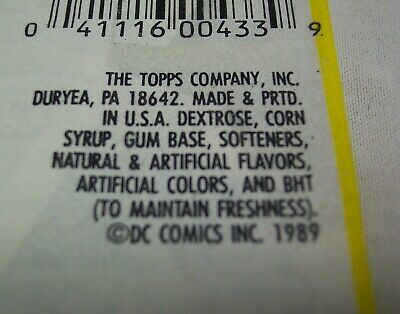 0 41116 00433 9
THE TOPPS COMPANY, INC.
DURYEA, PA 18642. MADE & PRTD.
IN U.S.A. DEXTROSE, CORN
SYRUP, GUM BASE, SOFTENERS,
NATURAL & ARTIFICIAL FLAVORS,
ARTIFICIAL COLORS, AND BHT
(TO MAINTAIN FRESHNESS).
©DC COMICS INC. 1989